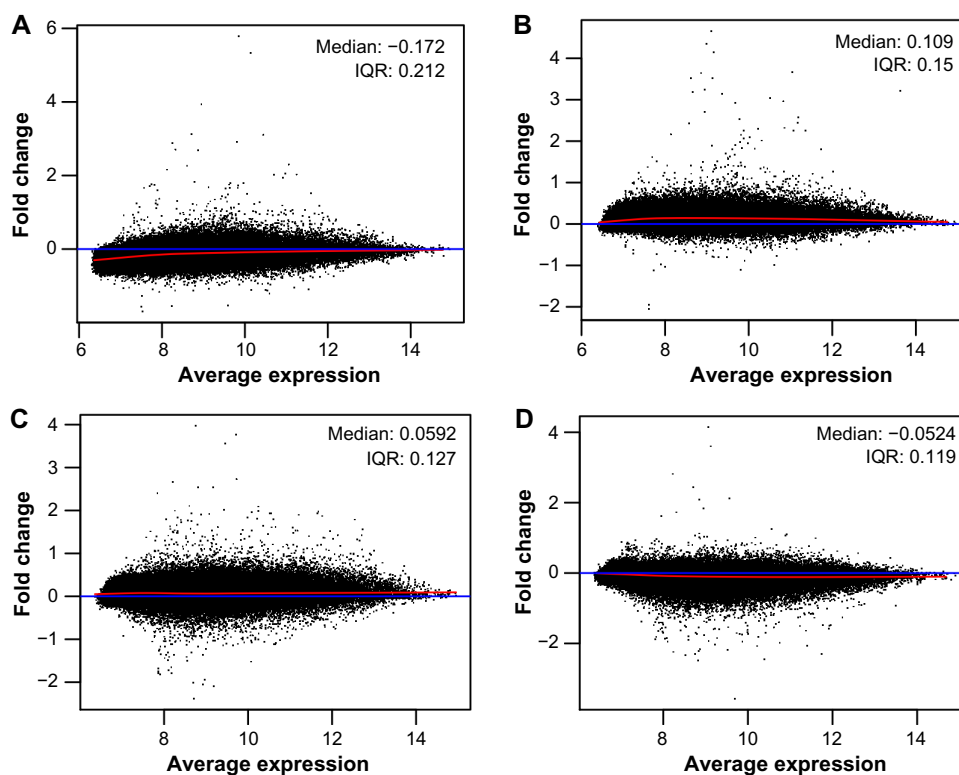 A
Median: −0.172
IQR: 0.212
Fold change
6
4
2
0
6
8
10
12
14
Average expression
B
Median: 0.109
IQR: 0.15
Fold change
4
3
2
1
0
−1
−2
8
10
12
14
Average expression
C
Median: 0.0592
IQR: 0.127
Fold change
4
3
2
1
0
−1
−2
8
10
12
14
Average expression
D
Median: −0.0524
IQR: 0.119
Fold change
4
2
0
−2
8
10
12
14
Average expression